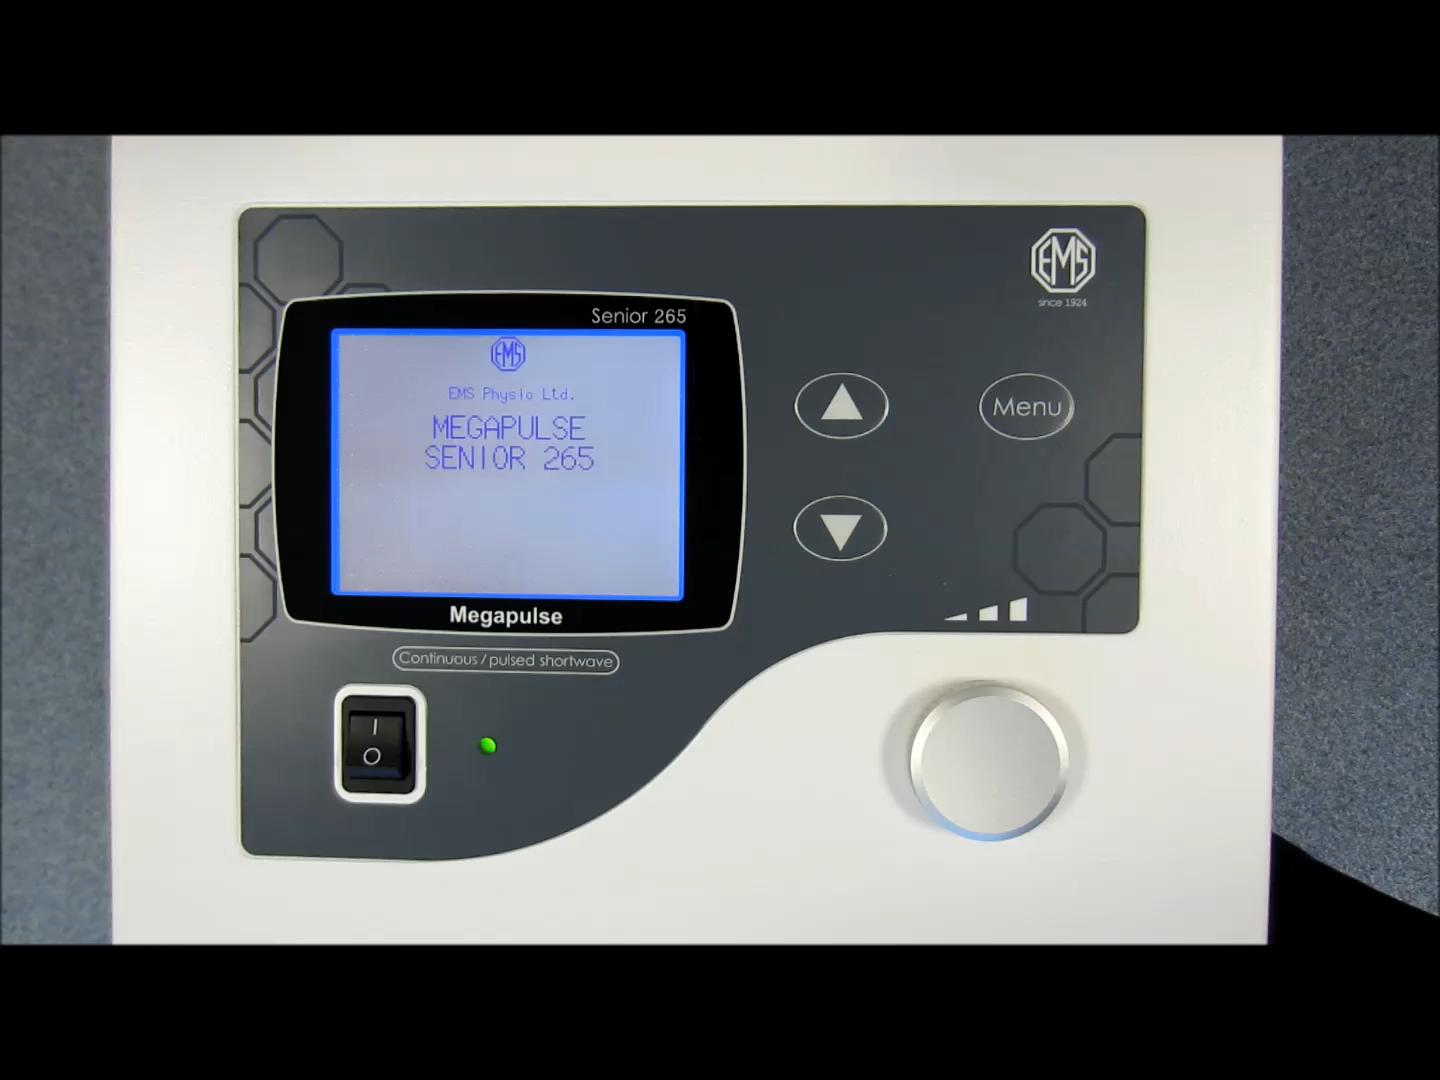 EMS
since 1924
Senior 265
EMS
EMS Physio Ltd.
MEGAPULSE
SENIOR 265
Menu
Megapulse
Continuous / pulsed shortwave
I
O